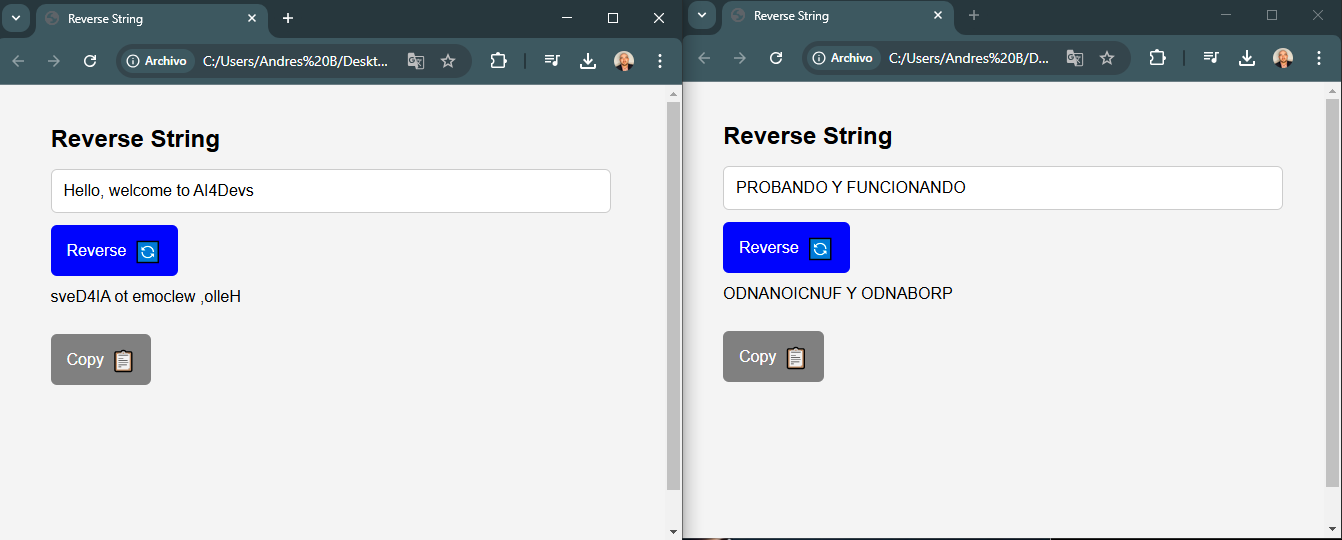 Reverse String
Archivo C:/Users/Andres%20B/Deskt...
Reverse String
Hello, welcome to AI4Devs
Reverse
sveD4IA ot emoclew ,olleH
Copy
Reverse String
Archivo C:/Users/Andres%20B/D...
Reverse String
PROBANDO Y FUNCIONANDO
Reverse
ODNANOICNUF Y ODNABORP
Copy